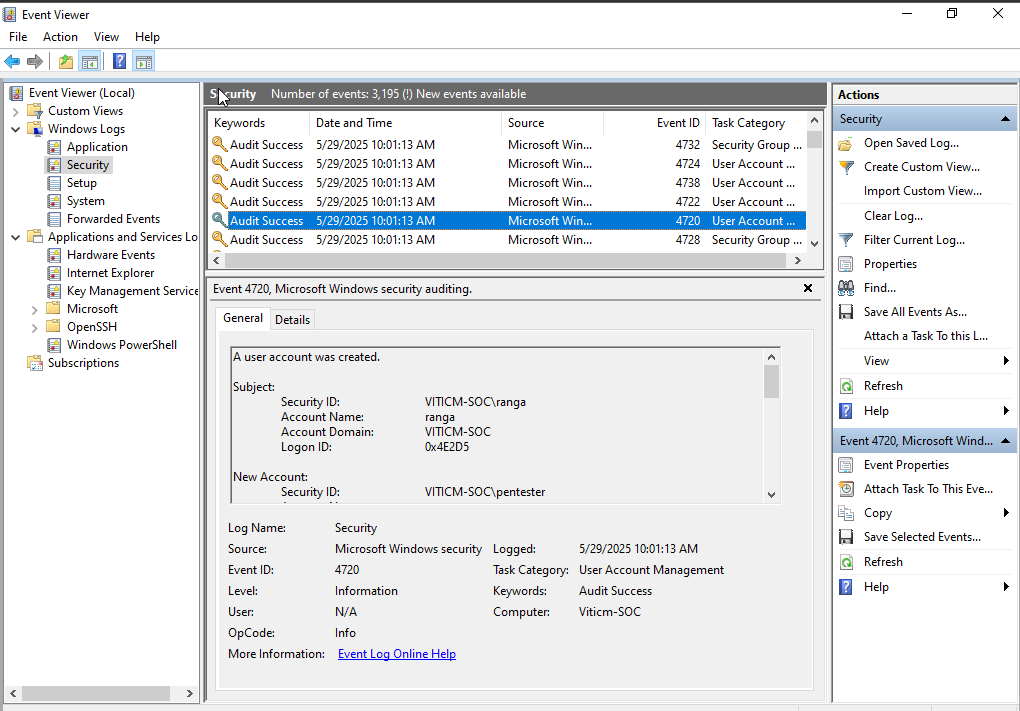 Event Viewer
File Action View Help
Event Viewer (Local)
Custom Views
Windows Logs
Application
Security
Setup
System
Forwarded Events
Applications and Services Lo
Hardware Events
Internet Explorer
Key Management Service
Microsoft
OpenSSH
Windows PowerShell
Subscriptions
Security Number of events: 3,195 (!) New events available
Keywords Date and Time Source Event ID Task Category
Audit Success 5/29/2025 10:01:13 AM Microsoft Win... 4732 Security Group ...
Audit Success 5/29/2025 10:01:13 AM Microsoft Win... 4724 User Account ...
Audit Success 5/29/2025 10:01:13 AM Microsoft Win... 4738 User Account ...
Audit Success 5/29/2025 10:01:13 AM Microsoft Win... 4722 User Account ...
Audit Success 5/29/2025 10:01:13 AM Microsoft Win... 4720 User Account ...
Audit Success 5/29/2025 10:01:13 AM Microsoft Win... 4728 Security Group ...
Event 4720, Microsoft Windows security auditing.
General Details
A user account was created.
Subject:
Security ID: VITICM-SOC\ranga
Account Name: ranga
Account Domain: VITICM-SOC
Logon ID: 0x4E2D5
New Account:
Security ID: VITICM-SOC\pentester
Log Name: Security
Source: Microsoft Windows security Logged: 5/29/2025 10:01:13 AM
Event ID: 4720 Task Category: User Account Management
Level: Information Keywords: Audit Success
User: N/A Computer: Viticm-SOC
OpCode: Info
More Information: Event Log Online Help
Actions
Security
Open Saved Log...
Create Custom View...
Import Custom View...
Clear Log...
Filter Current Log...
Properties
Find...
Save All Events As...
Attach a Task To this L...
View
Refresh
Help
Event 4720, Microsoft Wind...
Event Properties
Attach Task To This Eve...
Copy
Save Selected Events...
Refresh
Help